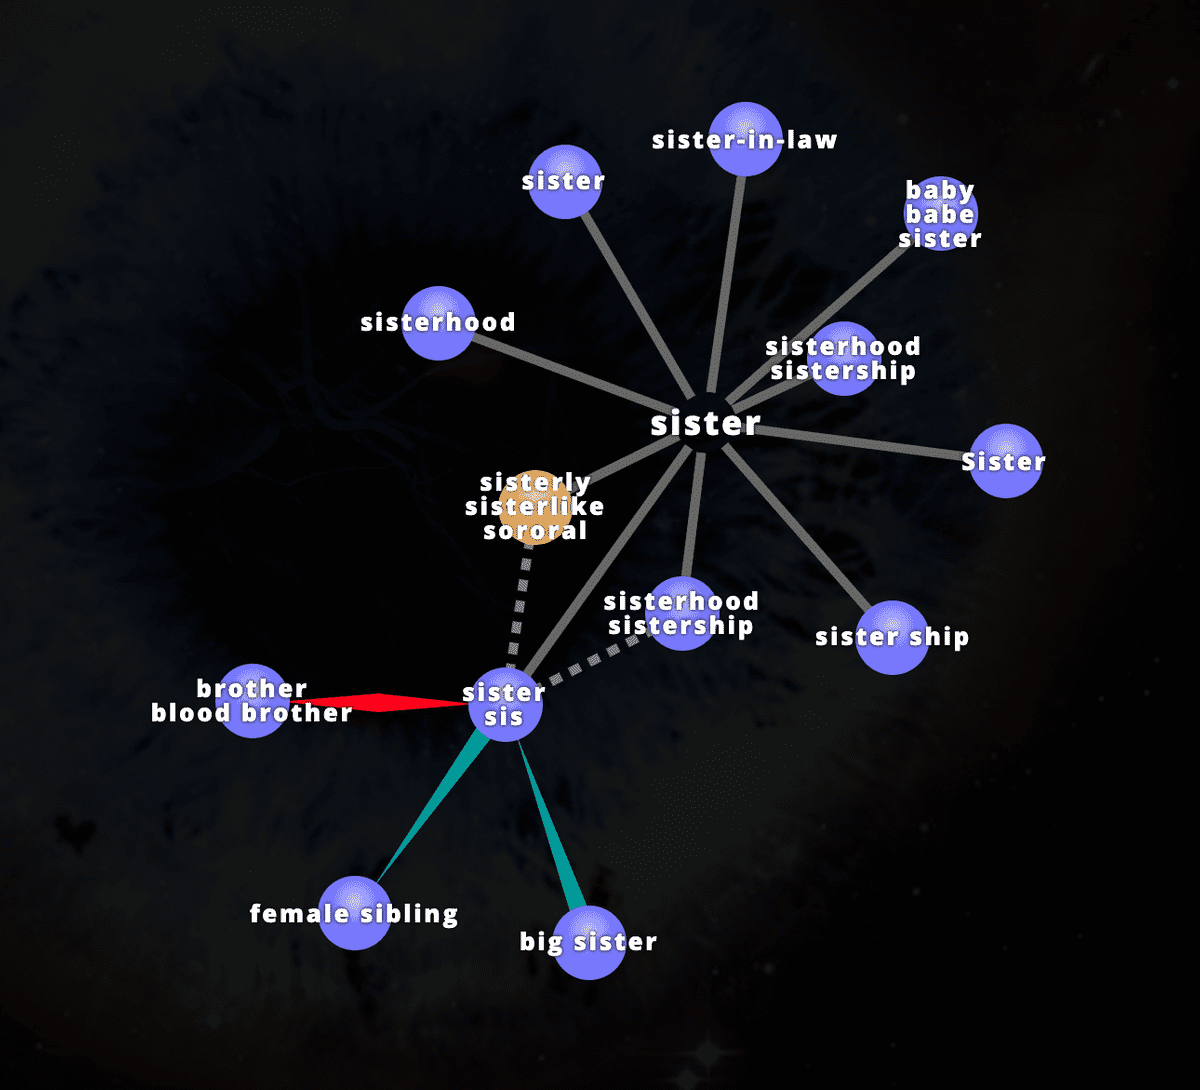 sister-in-law
sister
baby
babe
sister
sisterhood
sisterhood
sistership
sister
Sister
sisterly
sisterlike
sororal
sisterhood
sistership
sister ship
brother
blood brother
sister
sis
female sibling
big sister